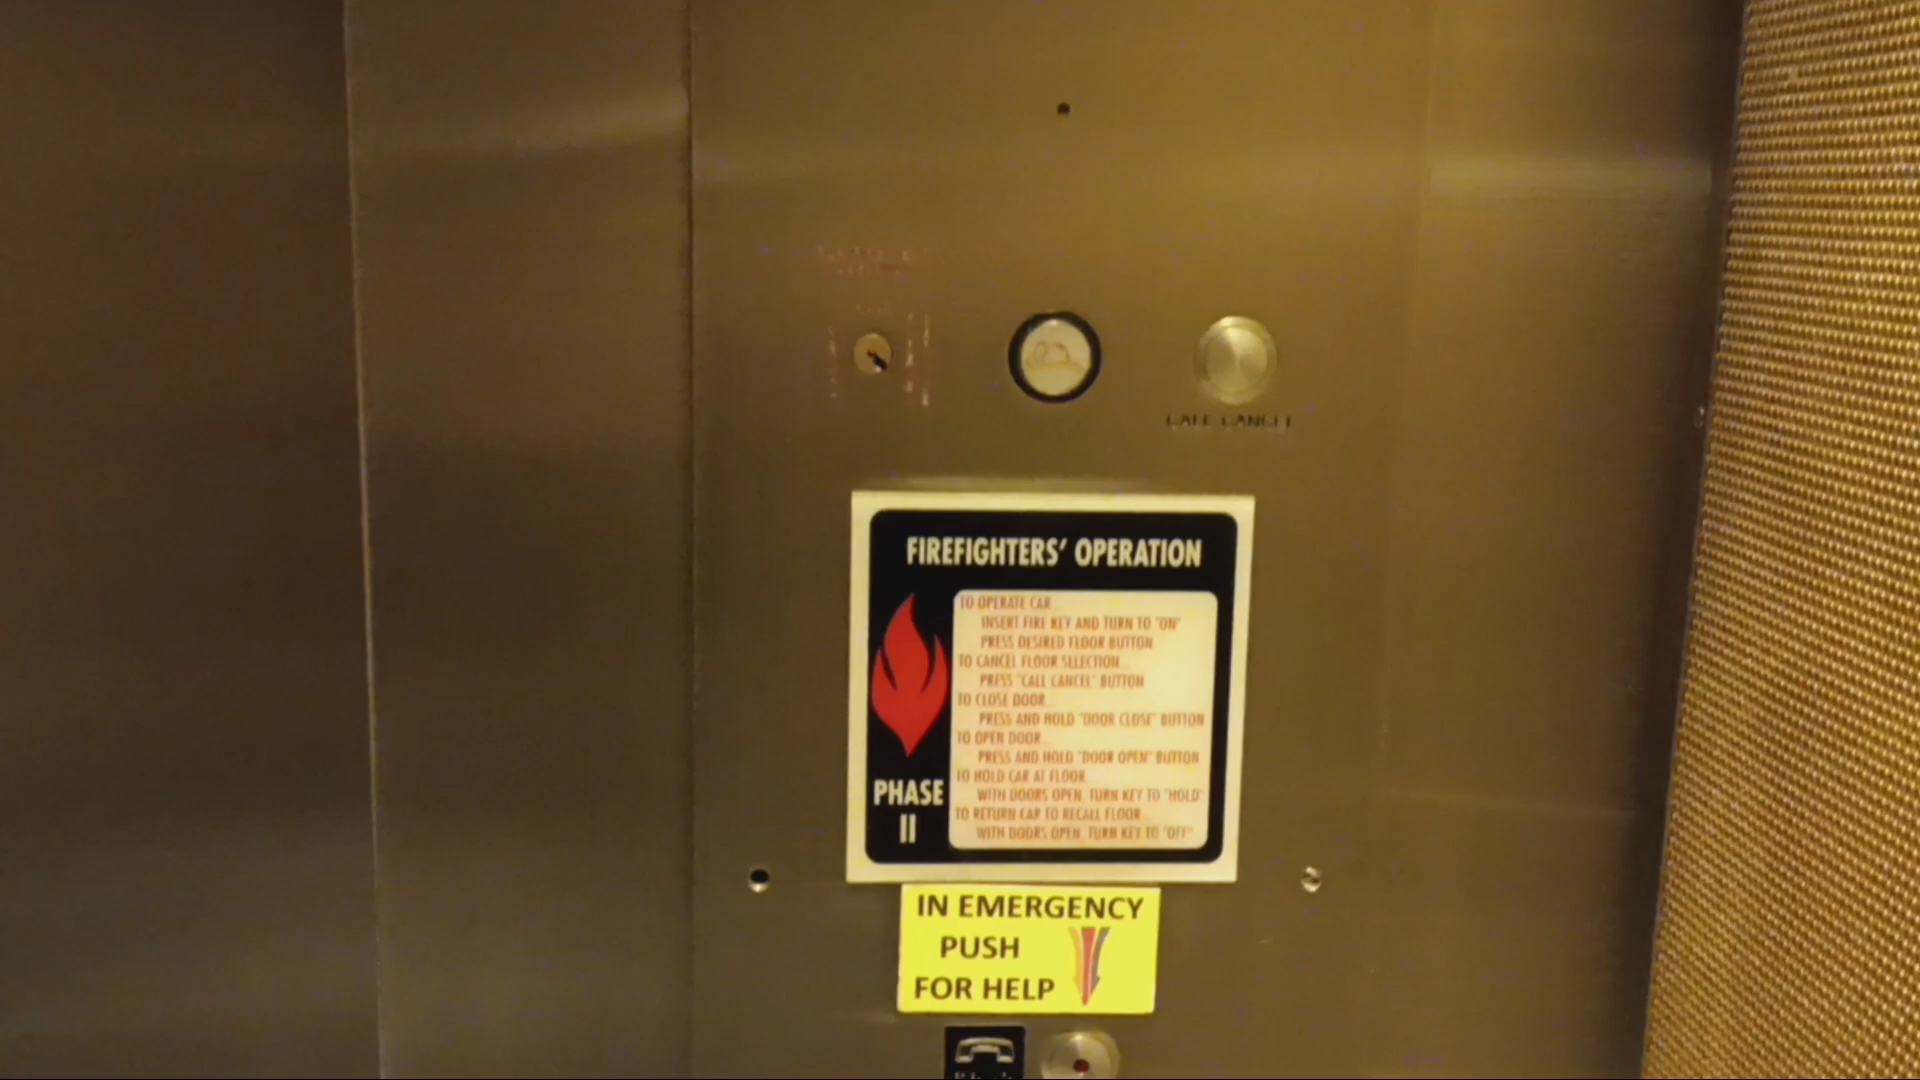 CALL CANCEL
FIREFIGHTERS' OPERATION
TO OPERATE CAR...
INSERT FIRE KEY AND TURN TO "ON"
PRESS DESIRED FLOOR BUTTON
TO CANCEL FLOOR SELECTION...
PRESS "CALL CANCEL" BUTTON
TO CLOSE DOOR...
PRESS AND HOLD "DOOR CLOSE" BUTTON
TO OPEN DOOR...
PRESS AND HOLD "DOOR OPEN" BUTTON
TO HOLD CAR AT FLOOR...
WITH DOORS OPEN, TURN KEY TO "HOLD"
TO RETURN CAR TO RECALL FLOOR...
WITH DOORS OPEN, TURN KEY TO "OFF"
PHASE
II
IN EMERGENCY
PUSH
FOR HELP